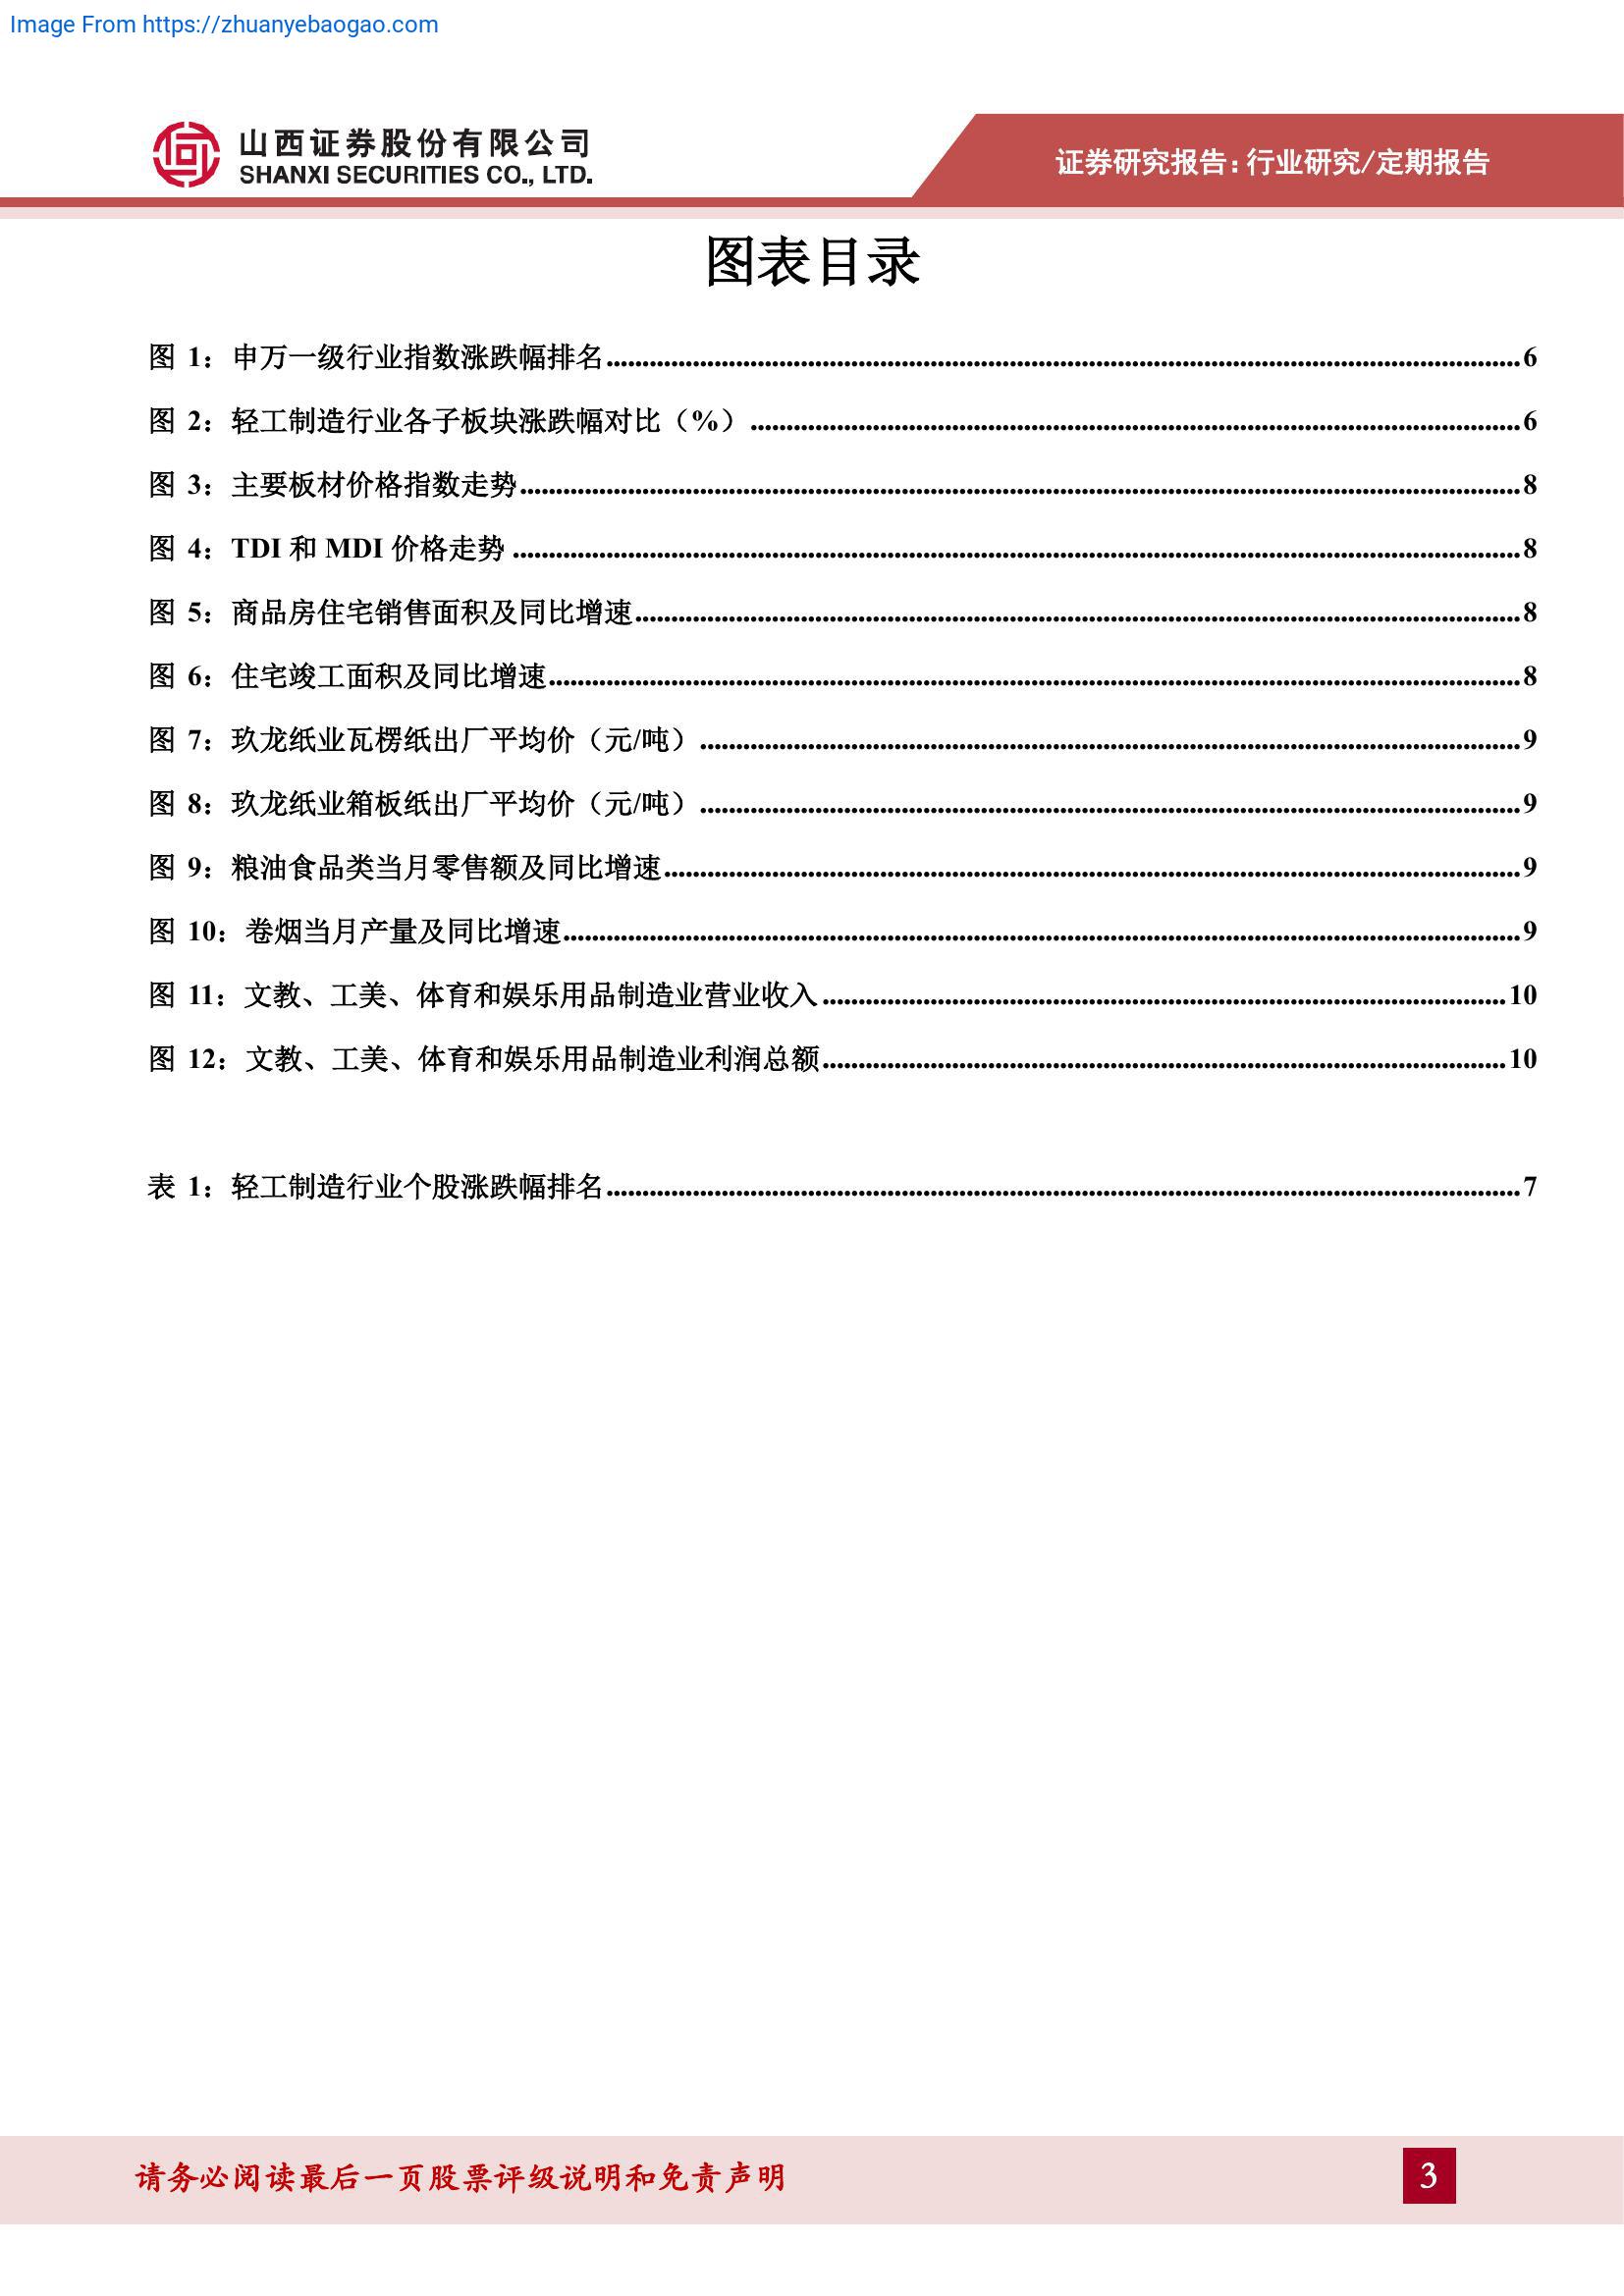 Image From https://zhuanyebaogao.com
山西证券股份有限公司
SHANXI SECURITIES CO., LTD.
证券研究报告：行业研究/定期报告
图表目录
图 1：申万一级行业指数涨跌幅排名 6
图 2：轻工制造行业各子板块涨跌幅对比（%） 6
图 3：主要板材价格指数走势 8
图 4：TDI 和 MDI 价格走势 8
图 5：商品房住宅销售面积及同比增速 8
图 6：住宅竣工面积及同比增速 8
图 7：玖龙纸业瓦楞纸出厂平均价（元/吨） 9
图 8：玖龙纸业箱板纸出厂平均价（元/吨） 9
图 9：粮油食品类当月零售额及同比增速 9
图 10：卷烟当月产量及同比增速 9
图 11：文教、工美、体育和娱乐用品制造业营业收入 10
图 12：文教、工美、体育和娱乐用品制造业利润总额 10
表 1：轻工制造行业个股涨跌幅排名 7
请务必阅读最后一页股票评级说明和免责声明
3